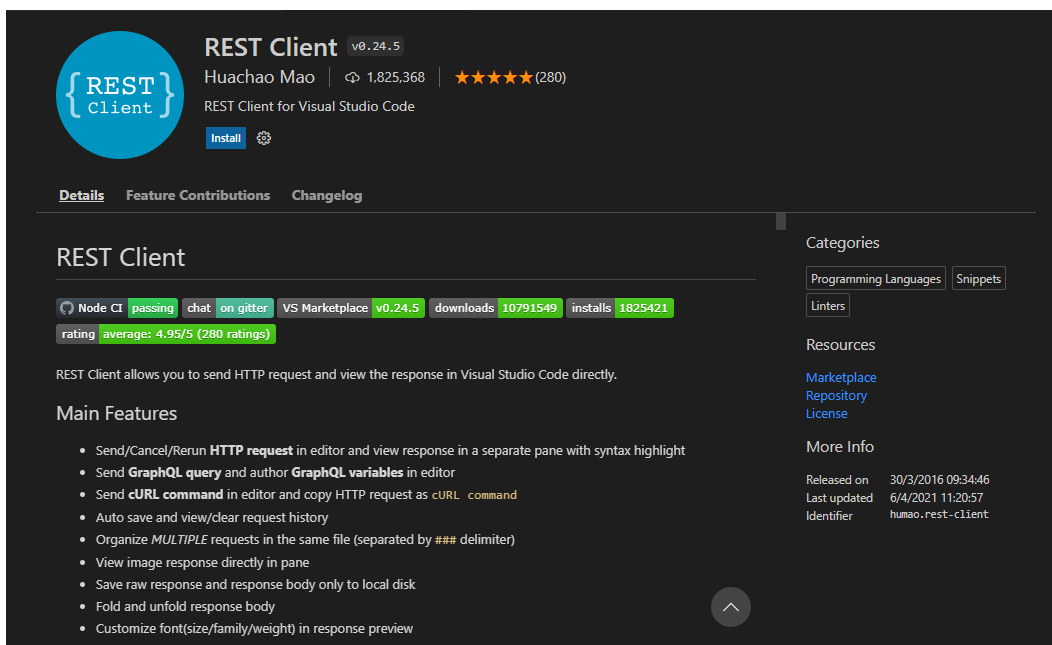 REST Client v0.24.5
Huachao Mao 1,825,368 (280)
REST Client for Visual Studio Code
{ REST Client }
Install
Details Feature Contributions Changelog
REST Client
Node CI passing chat on gitter VS Marketplace v0.24.5 downloads 10791549 installs 1825421
rating average: 4.95/5 (280 ratings)
REST Client allows you to send HTTP request and view the response in Visual Studio Code directly.
Main Features
• Send/Cancel/Rerun HTTP request in editor and view response in a separate pane with syntax highlight
• Send GraphQL query and author GraphQL variables in editor
• Send cURL command in editor and copy HTTP request as cURL command
• Auto save and view/clear request history
• Organize MULTIPLE requests in the same file (separated by ### delimiter)
• View image response directly in pane
• Save raw response and response body only to local disk
• Fold and unfold response body
• Customize font(size/family/weight) in response preview
Categories
Programming Languages Snippets
Linters
Resources
Marketplace
Repository
License
More Info
Released on 30/3/2016 09:34:46
Last updated 6/4/2021 11:20:57
Identifier humao.rest-client